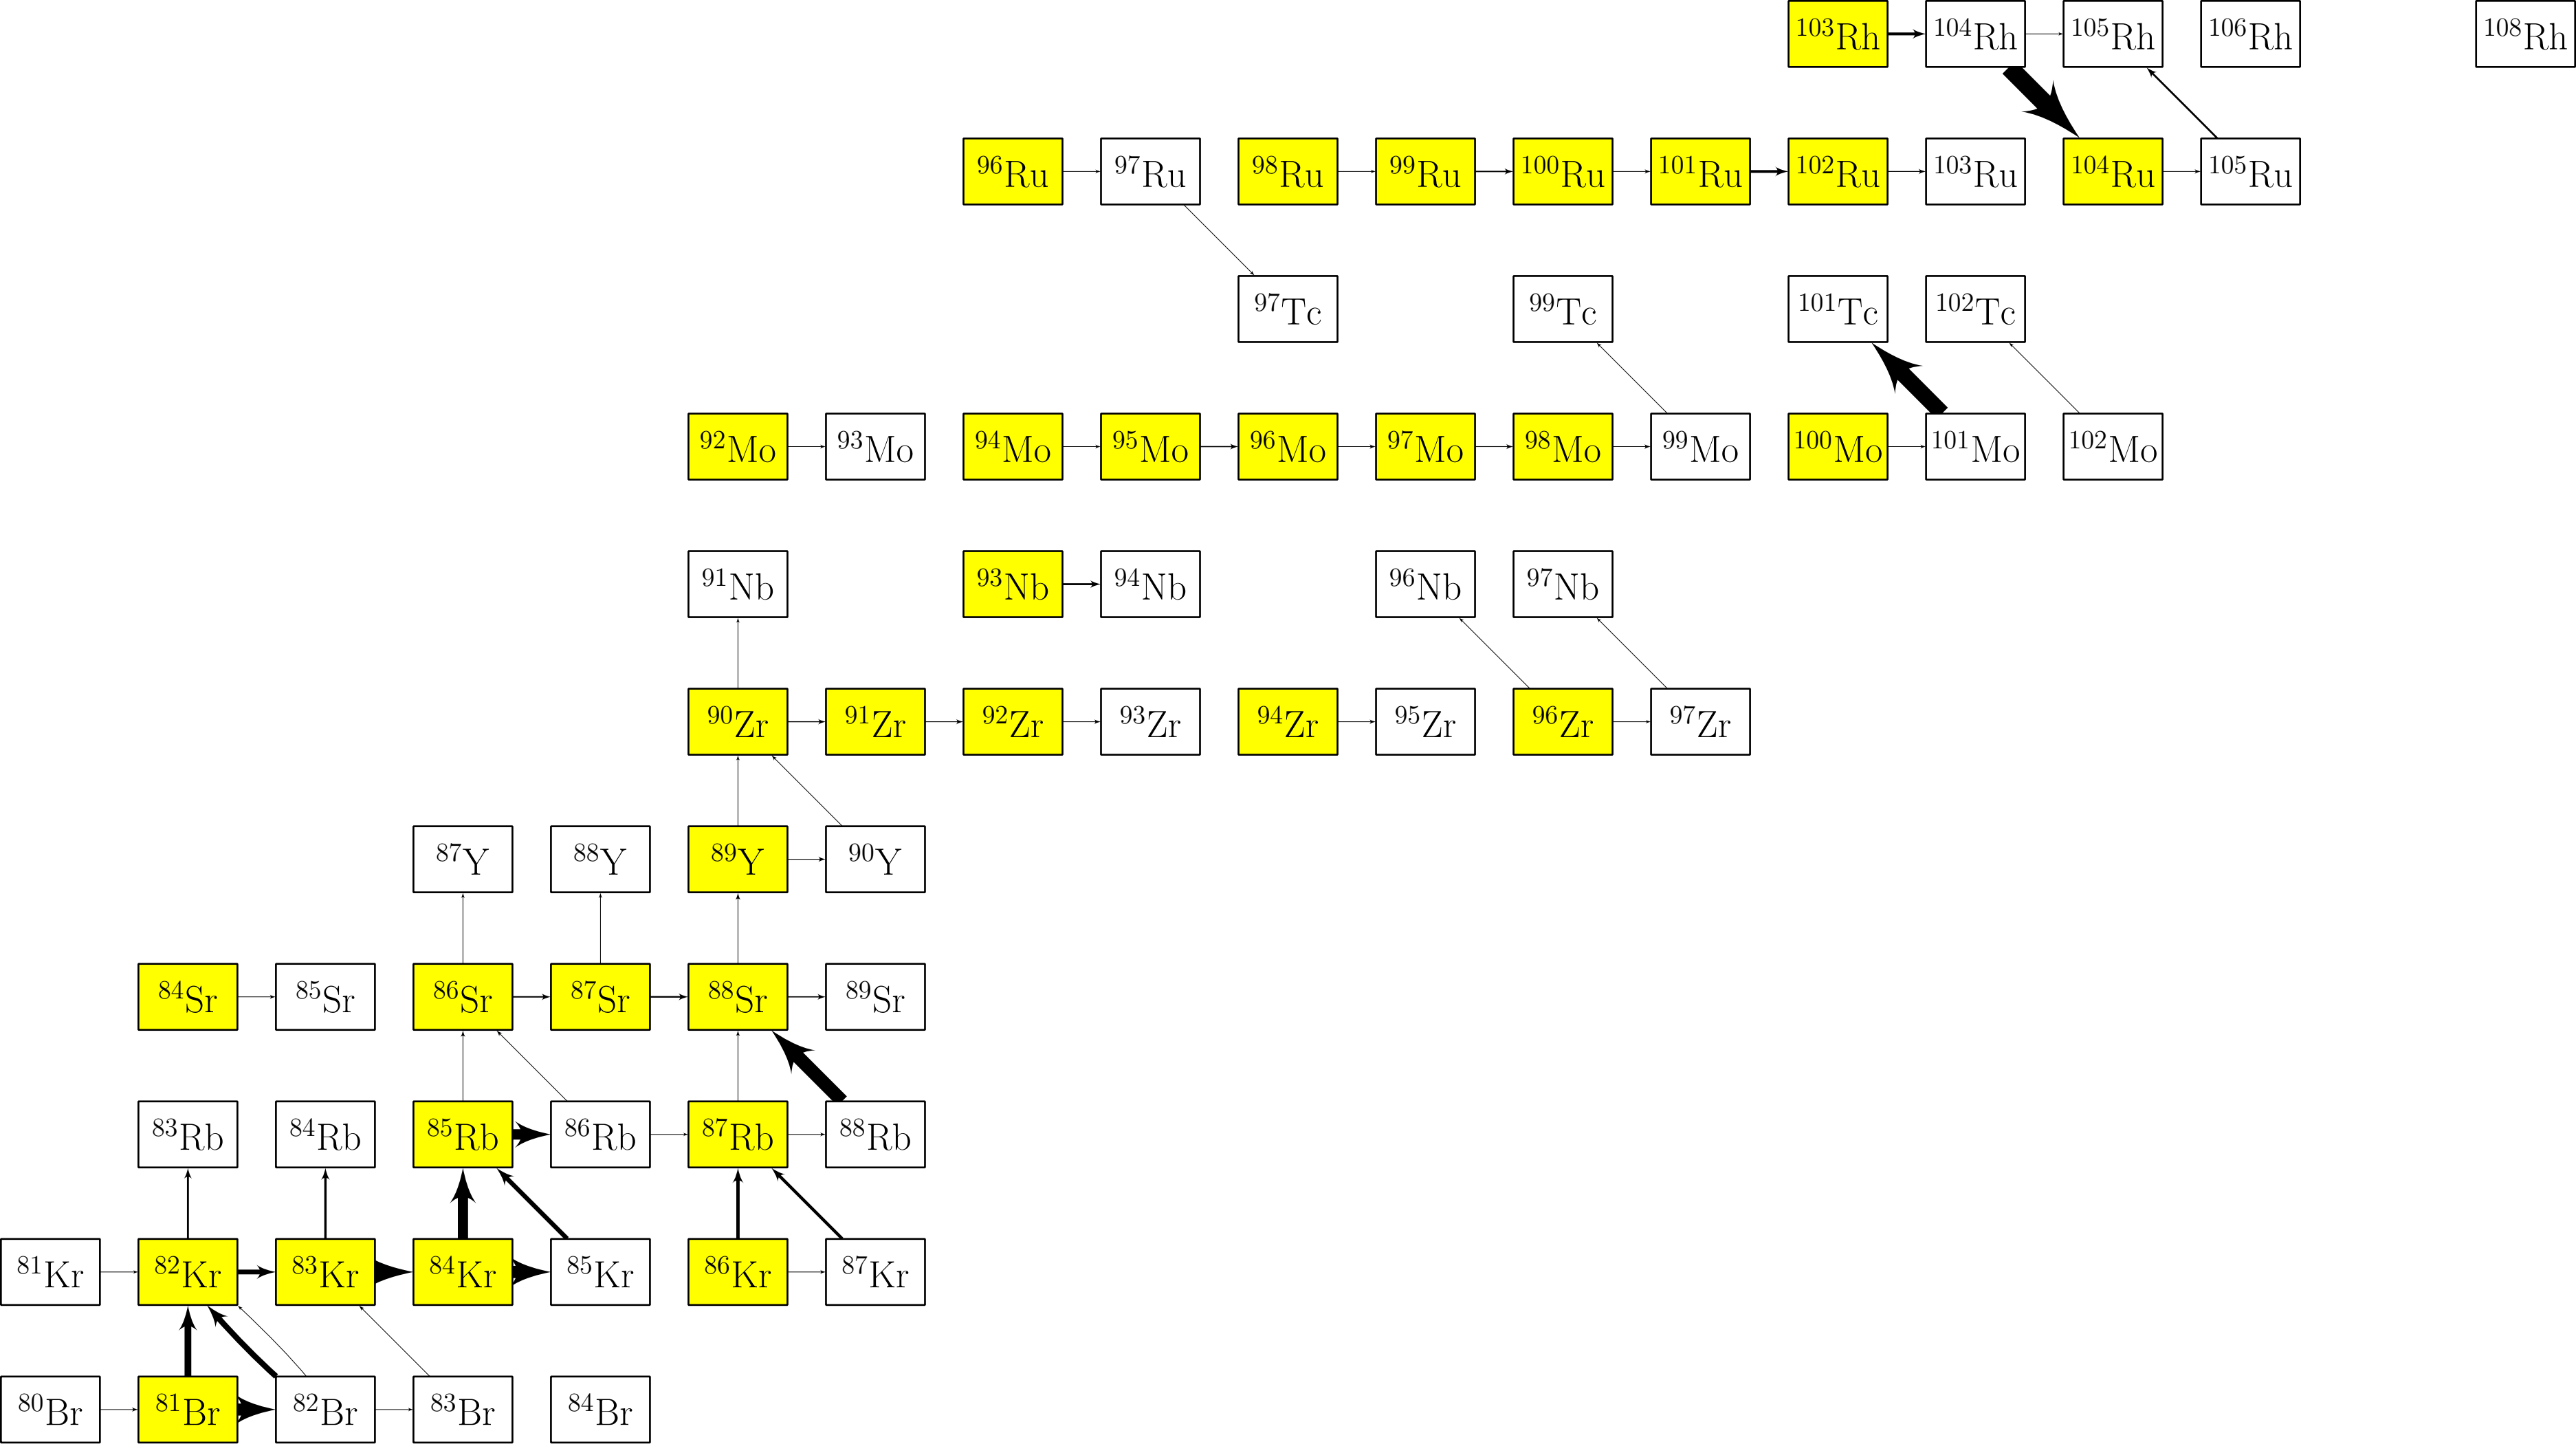 ¹⁰³Rh ¹⁰⁴Rh ¹⁰⁵Rh ¹⁰⁶Rh ¹⁰⁸Rh
⁹⁶Ru ⁹⁷Ru ⁹⁸Ru ⁹⁹Ru ¹⁰⁰Ru ¹⁰¹Ru ¹⁰²Ru ¹⁰³Ru ¹⁰⁴Ru ¹⁰⁵Ru
⁹⁷Tc ⁹⁹Tc ¹⁰¹Tc ¹⁰²Tc
⁹²Mo ⁹³Mo ⁹⁴Mo ⁹⁵Mo ⁹⁶Mo ⁹⁷Mo ⁹⁸Mo ⁹⁹Mo ¹⁰⁰Mo ¹⁰¹Mo ¹⁰²Mo
⁹¹Nb ⁹³Nb ⁹⁴Nb ⁹⁶Nb ⁹⁷Nb
⁹⁰Zr ⁹¹Zr ⁹²Zr ⁹³Zr ⁹⁴Zr ⁹⁵Zr ⁹⁶Zr ⁹⁷Zr
⁸⁷Y ⁸⁸Y ⁸⁹Y ⁹⁰Y
⁸⁴Sr ⁸⁵Sr ⁸⁶Sr ⁸⁷Sr ⁸⁸Sr ⁸⁹Sr
⁸³Rb ⁸⁴Rb ⁸⁵Rb ⁸⁶Rb ⁸⁷Rb ⁸⁸Rb
⁸¹Kr ⁸²Kr ⁸³Kr ⁸⁴Kr ⁸⁵Kr ⁸⁶Kr ⁸⁷Kr
⁸⁰Br ⁸¹Br ⁸²Br ⁸³Br ⁸⁴Br